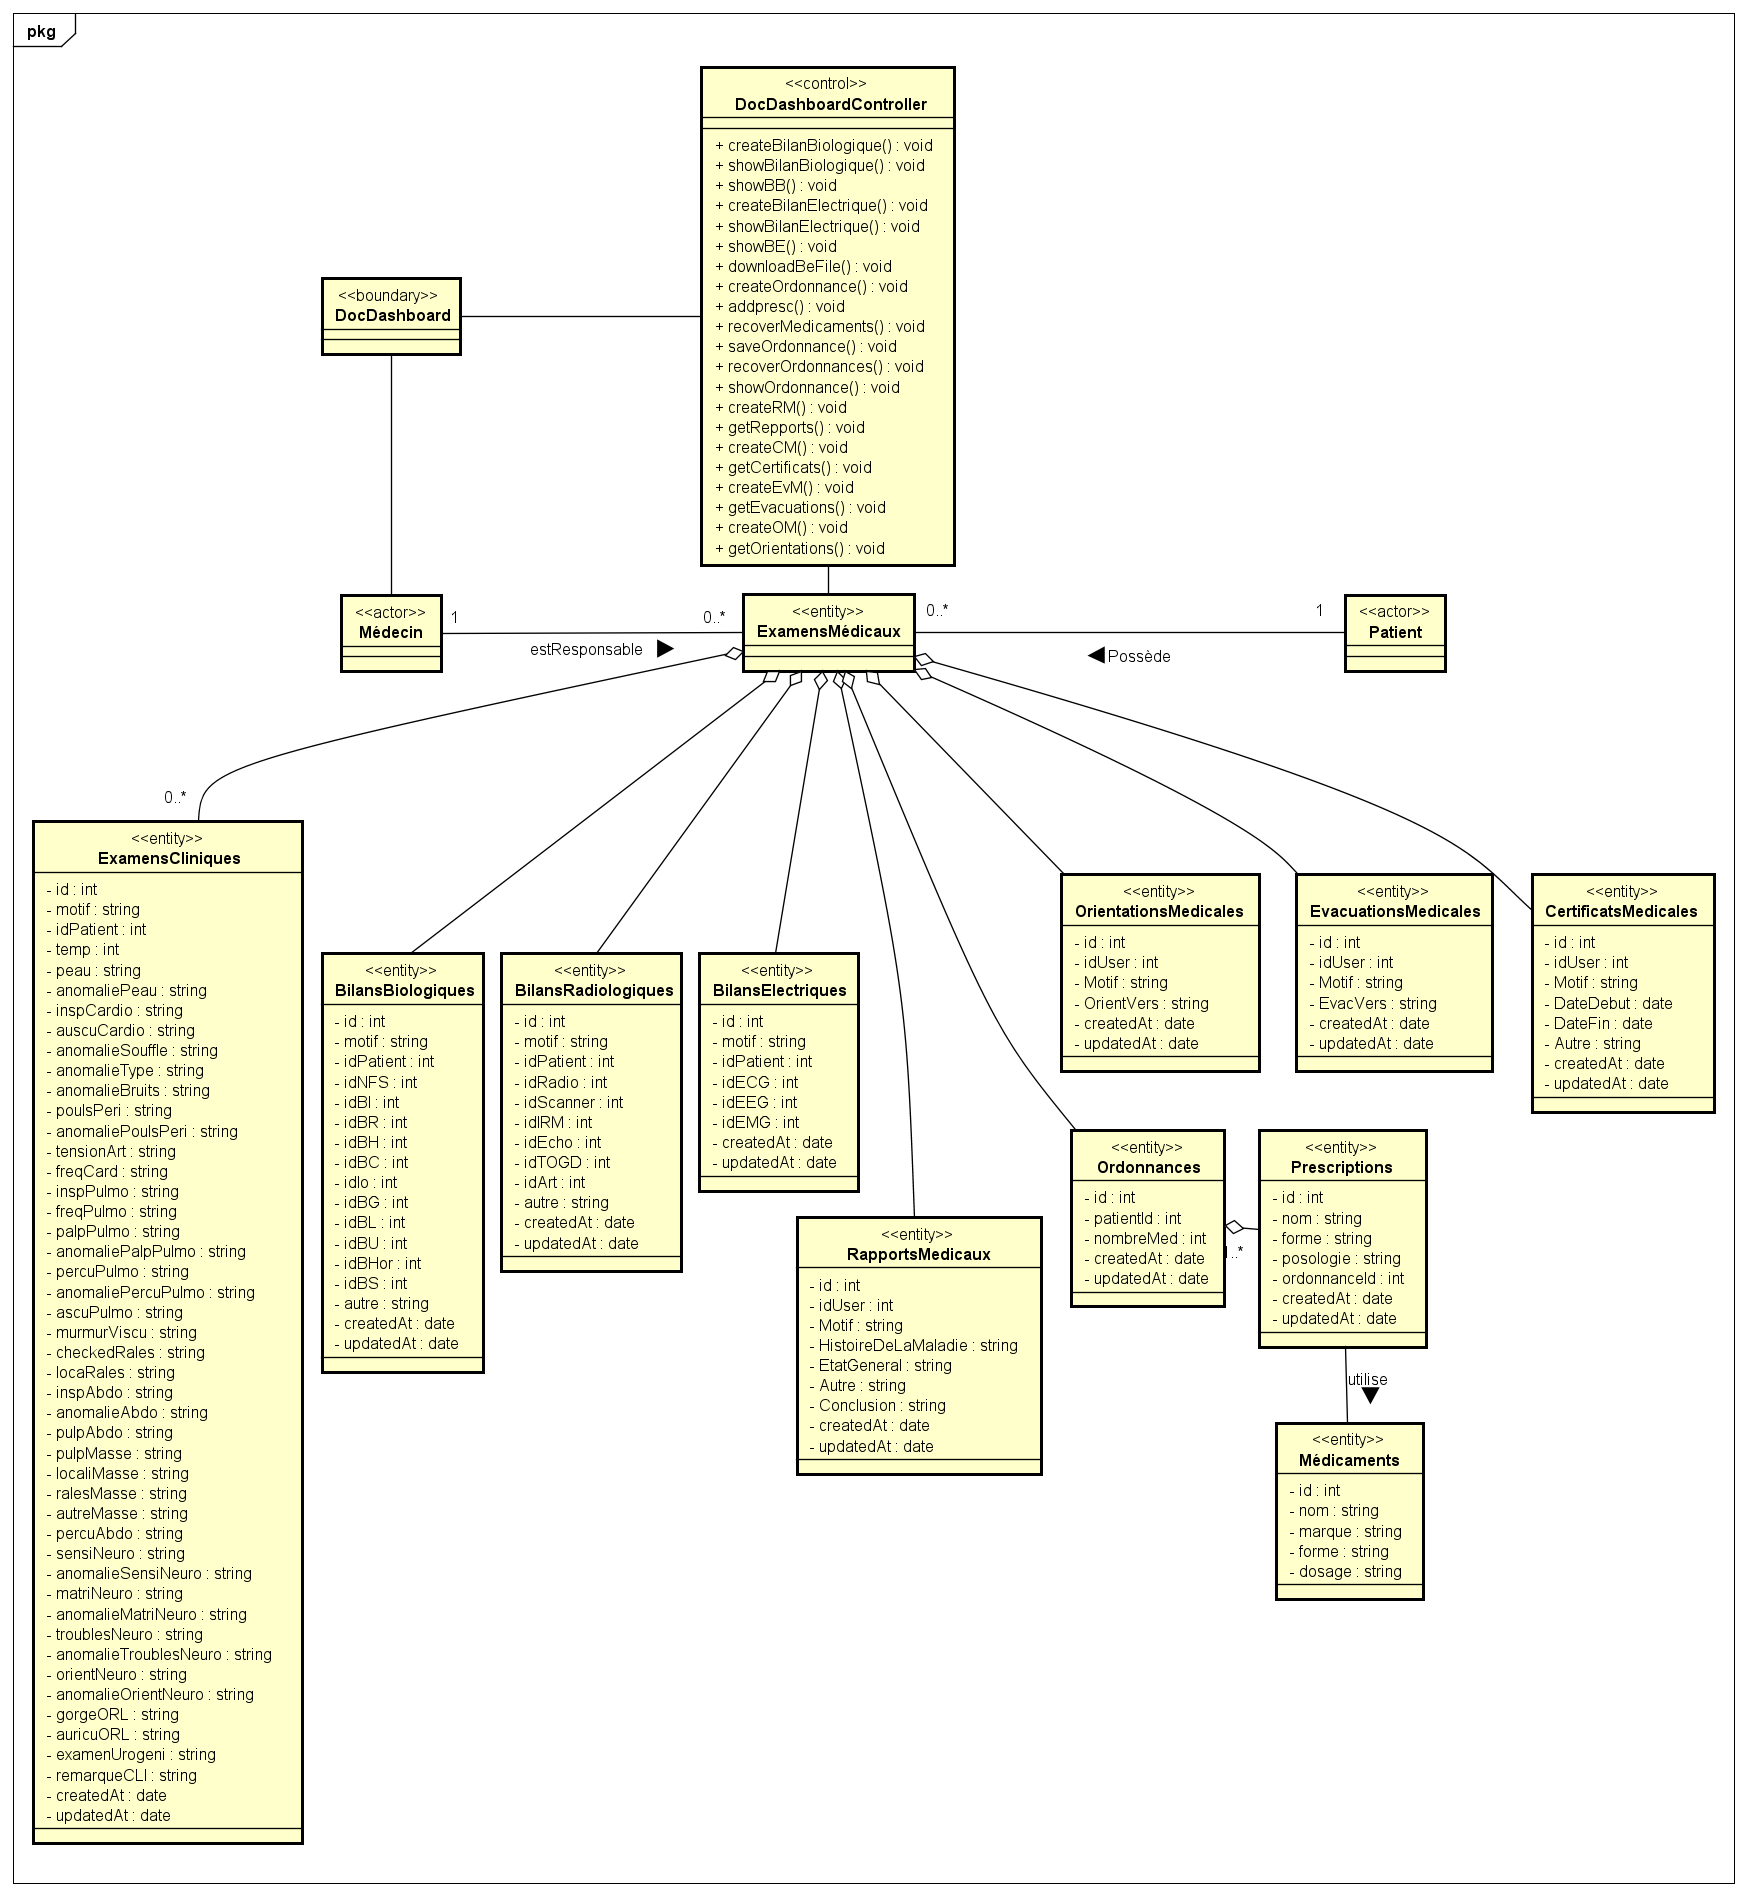 pkg
<<control>>
DocDashboardController
+ createBilanBiologique() : void
+ showBilanBiologique() : void
+ showBB() : void
+ createBilanElectrique() : void
+ showBilanElectrique() : void
+ showBE() : void
+ downloadBeFile() : void
+ createOrdonnance() : void
+ addpresc() : void
+ recoverMedicaments() : void
+ saveOrdonnance() : void
+ recoverOrdonnances() : void
+ showOrdonnance() : void
+ createRM() : void
+ getRepports() : void
+ createCM() : void
+ getCertificats() : void
+ createEvM() : void
+ getEvacuations() : void
+ createOM() : void
+ getOrientations() : void
<<boundary>>
DocDashboard
<<actor>>
Médecin
1
0..*
estResponsable
<<entity>>
ExamensMédicaux
0..*
1
Possède
<<actor>>
Patient
0..*
<<entity>>
ExamensCliniques
- id : int
- motif : string
- idPatient : int
- temp : int
- peau : string
- anomaliePeau : string
- inspCardio : string
- auscuCardio : string
- anomalieSouffle : string
- anomalieType : string
- anomalieBruits : string
- poulsPeri : string
- anomaliePoulsPeri : string
- tensionArt : string
- freqCard : string
- inspPulmo : string
- freqPulmo : string
- palpPulmo : string
- anomaliePalpPulmo : string
- percuPulmo : string
- anomaliePercuPulmo : string
- ascuPulmo : string
- murmurViscu : string
- checkedRales : string
- locaRales : string
- inspAbdo : string
- anomalieAbdo : string
- pulpAbdo : string
- pulpMasse : string
- localiMasse : string
- ralesMasse : string
- autreMasse : string
- percuAbdo : string
- sensiNeuro : string
- anomalieSensiNeuro : string
- matriNeuro : string
- anomalieMatriNeuro : string
- troublesNeuro : string
- anomalieTroublesNeuro : string
- orientNeuro : string
- anomalieOrientNeuro : string
- gorgeORL : string
- auricuORL : string
- examenUrogeni : string
- remarqueCLI : string
- createdAt : date
- updatedAt : date
<<entity>>
BilansBiologiques
- id : int
- motif : string
- idPatient : int
- idNFS : int
- idBI : int
- idBR : int
- idBH : int
- idBC : int
- idIo : int
- idBG : int
- idBL : int
- idBU : int
- idBHor : int
- idBS : int
- autre : string
- createdAt : date
- updatedAt : date
<<entity>>
BilansRadiologiques
- id : int
- motif : string
- idPatient : int
- idRadio : int
- idScanner : int
- idIRM : int
- idEcho : int
- idTOGD : int
- idArt : int
- autre : string
- createdAt : date
- updatedAt : date
<<entity>>
BilansElectriques
- id : int
- motif : string
- idPatient : int
- idECG : int
- idEEG : int
- idEMG : int
- createdAt : date
- updatedAt : date
<<entity>>
RapportsMedicaux
- id : int
- idUser : int
- Motif : string
- HistoireDeLaMaladie : string
- EtatGeneral : string
- Autre : string
- Conclusion : string
- createdAt : date
- updatedAt : date
<<entity>>
OrientationsMedicales
- id : int
- idUser : int
- Motif : string
- OrientVers : string
- createdAt : date
- updatedAt : date
<<entity>>
EvacuationsMedicales
- id : int
- idUser : int
- Motif : string
- EvacVers : string
- createdAt : date
- updatedAt : date
<<entity>>
CertificatsMedicales
- id : int
- idUser : int
- Motif : string
- DateDebut : date
- DateFin : date
- Autre : string
- createdAt : date
- updatedAt : date
<<entity>>
Ordonnances
- id : int
- patientId : int
- nombreMed : int
- createdAt : date
- updatedAt : date
1..*
<<entity>>
Prescriptions
- id : int
- nom : string
- forme : string
- posologie : string
- ordonnanceId : int
- createdAt : date
- updatedAt : date
utilise
<<entity>>
Médicaments
- id : int
- nom : string
- marque : string
- forme : string
- dosage : string